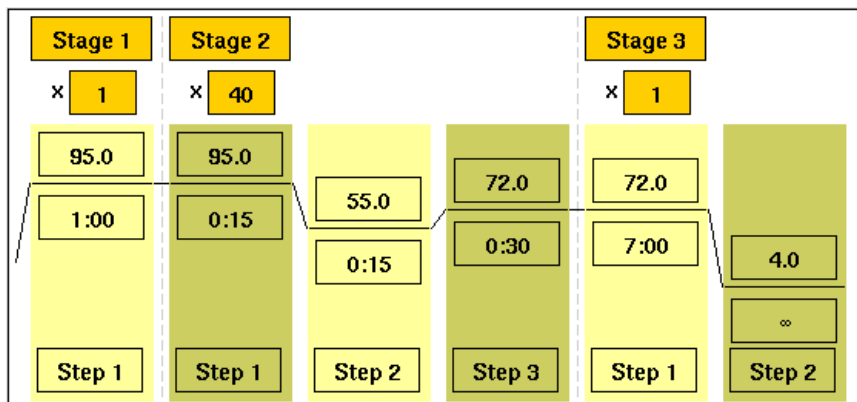 Stage 1 Stage 2 Stage 3
x 1 x 40 x 1
95.0 95.0 55.0 72.0 72.0 4.0
1:00 0:15 0:15 0:30 7:00 ∞
Step 1 Step 1 Step 2 Step 3 Step 1 Step 2